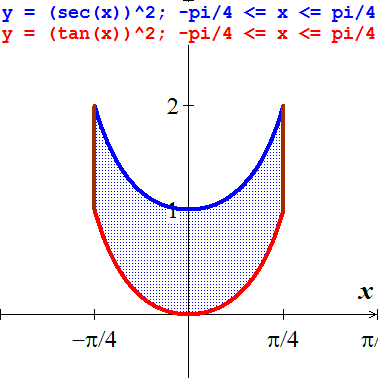 y = (sec(x))^2; -pi/4 <= x <= pi/4
y = (tan(x))^2; -pi/4 <= x <= pi/4
2
1
x
−π/4 π/4 π/